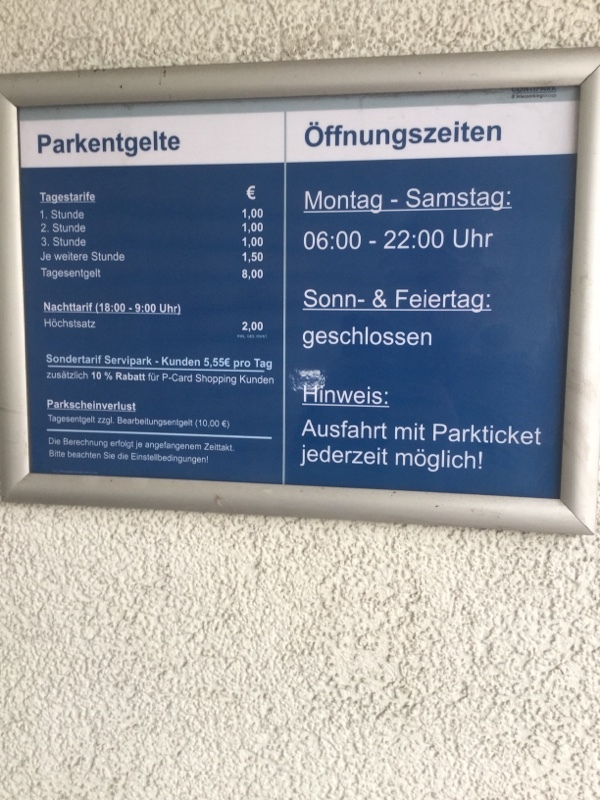 Parkentgelte
Tagestarife €
1. Stunde 1,00
2. Stunde 1,00
3. Stunde 1,00
Je weitere Stunde 1,50
Tagesentgelt 8,00
Nachttarif (18:00 - 9:00 Uhr)
Höchstsatz 2,00
Sondertarif Servipark - Kunden 5,55€ pro Tag
zusätzlich 10 % Rabatt für P-Card Shopping Kunden
Parkscheinverlust
Tagesentgelt zzgl. Bearbeitungsentgelt (10,00 €)
Die Berechnung erfolgt je angefangenem Zeittakt.
Bitte beachten Sie die Einstellbedingungen!
Öffnungszeiten
Montag - Samstag:
06:00 - 22:00 Uhr
Sonn- & Feiertag:
geschlossen
Hinweis:
Ausfahrt mit Parkticket
jederzeit möglich!